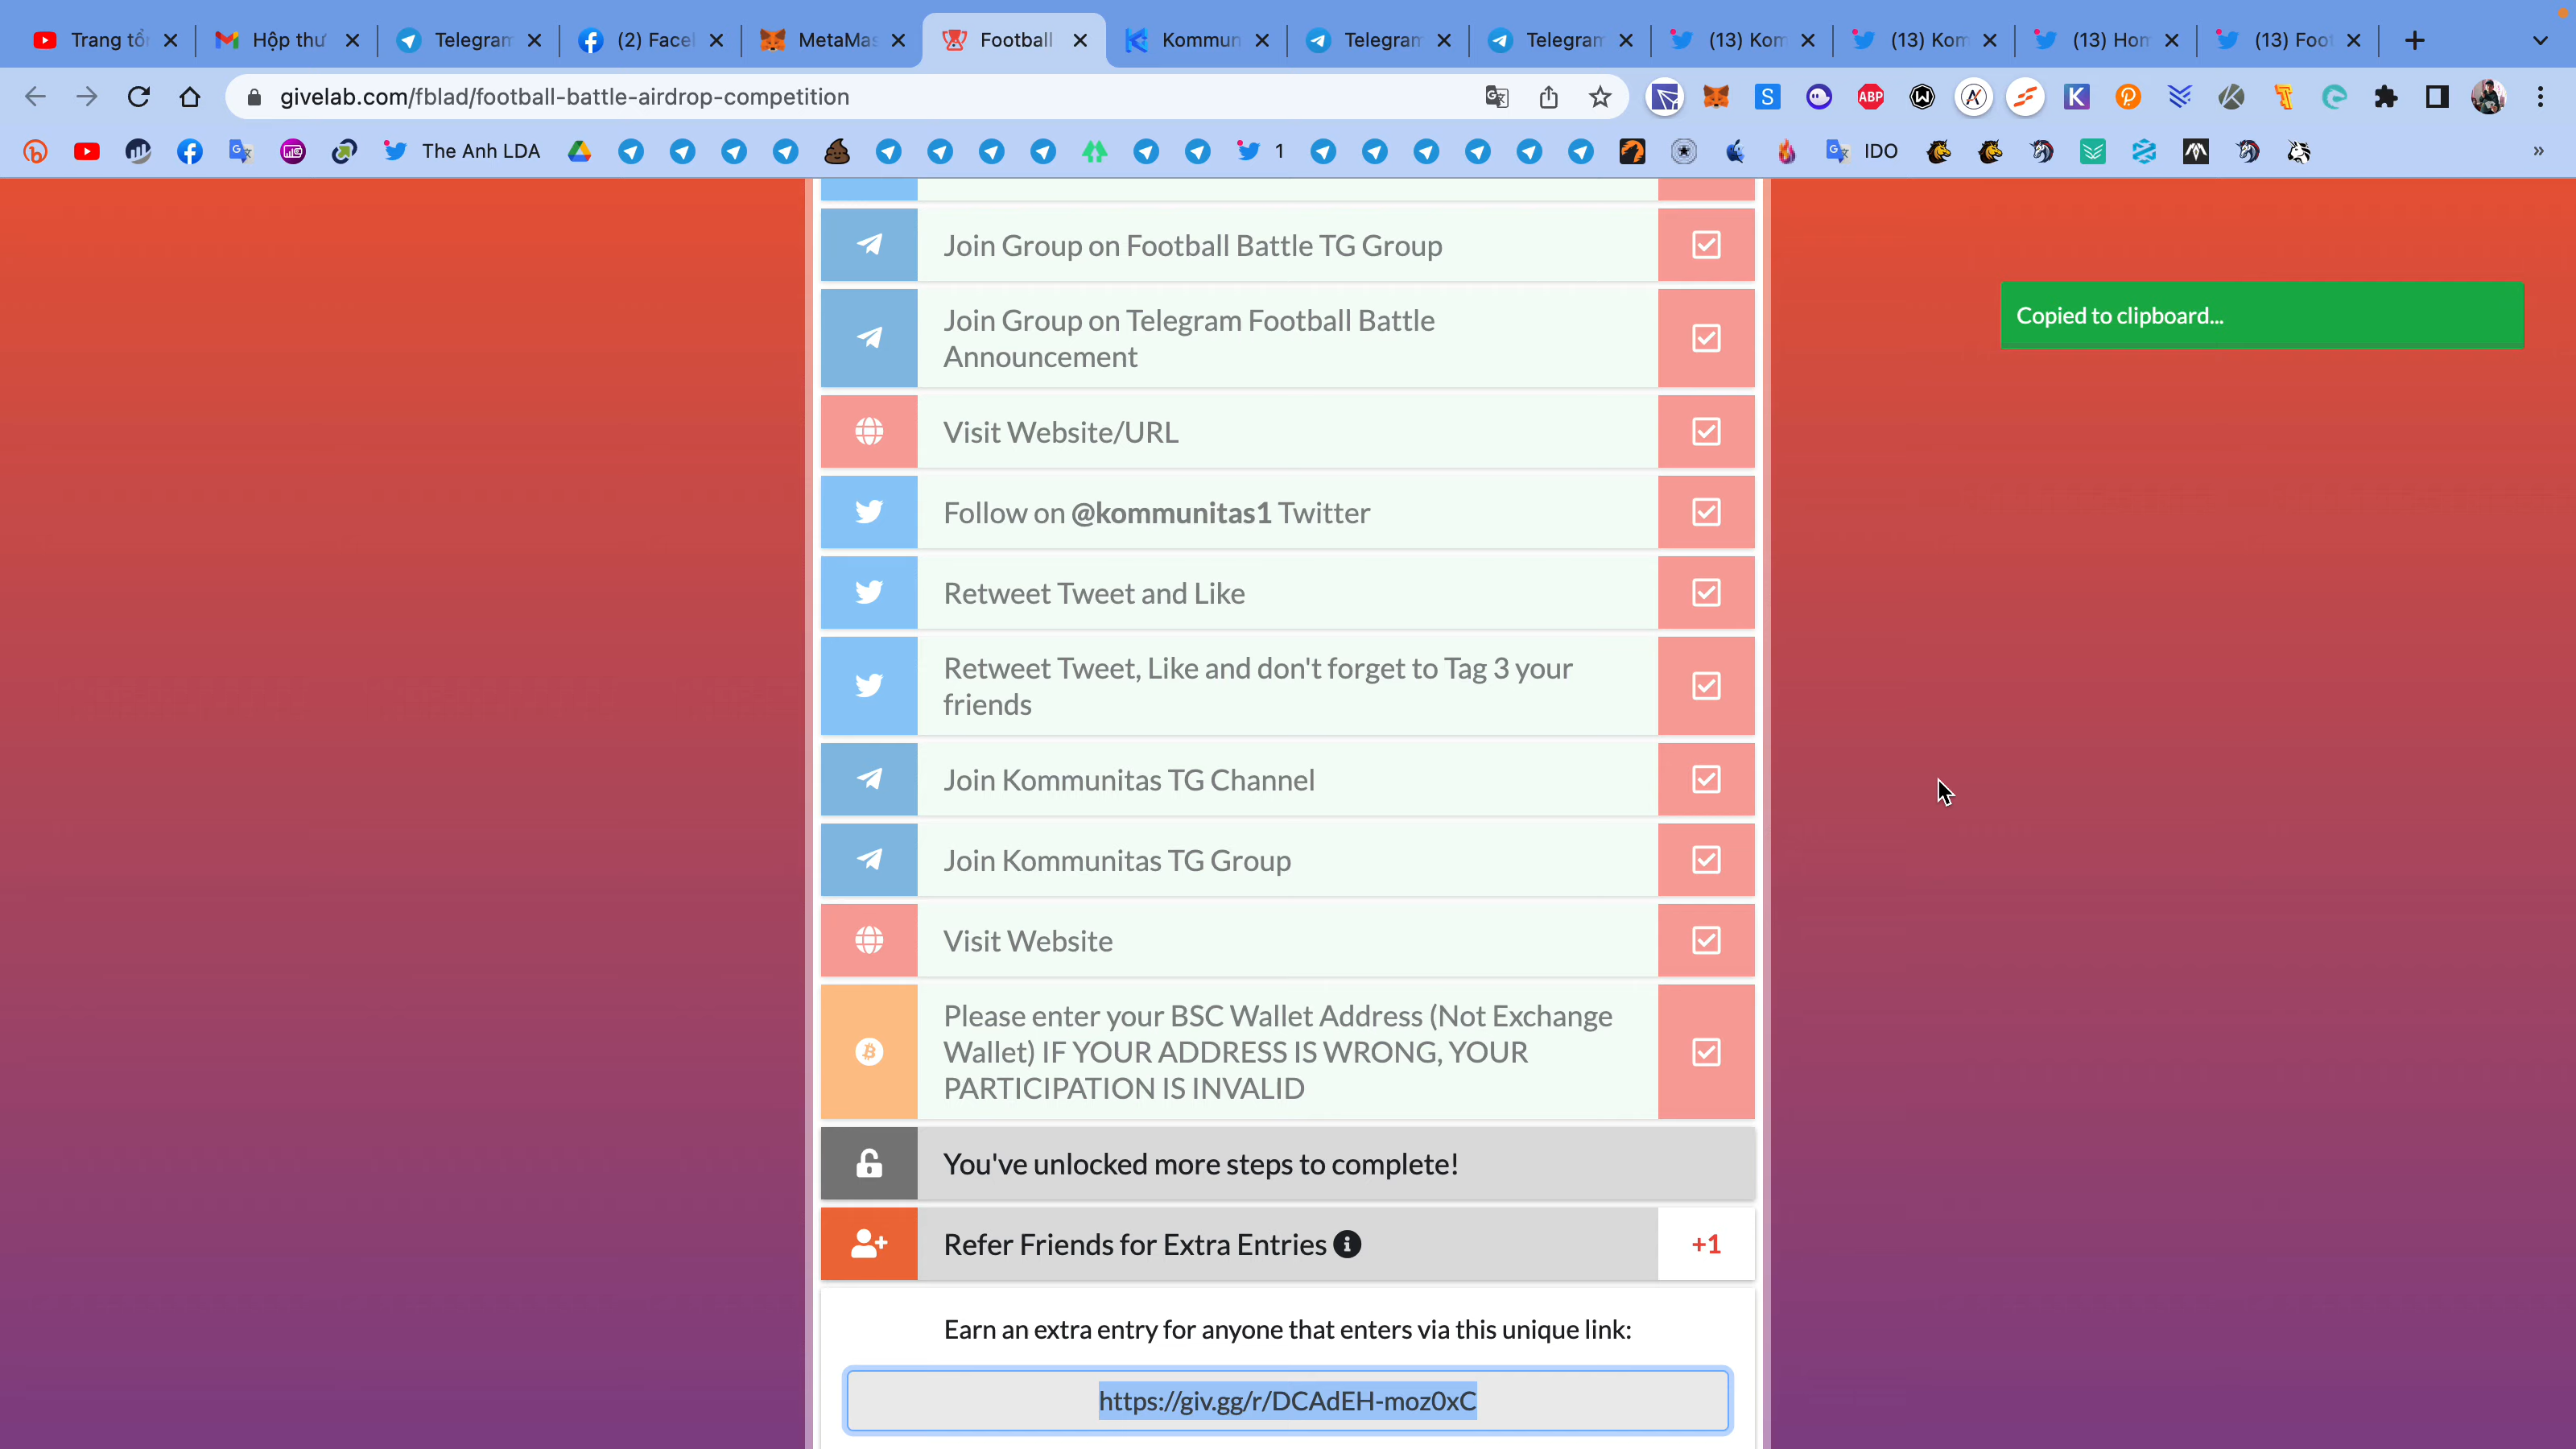 Trang tổ
Hộp thư
Telegram
(2) Face
MetaMas
Football
Kommun
Telegram
Telegram
(13) Kom
(13) Kom
(13) Hom
(13) Foot
givelab.com/fblad/football-battle-airdrop-competition
S
ABP
K
The Anh LDA
1
IDO
»
Join Group on Football Battle TG Group
Join Group on Telegram Football Battle
Announcement
Visit Website/URL
Follow on @kommunitas1 Twitter
Retweet Tweet and Like
Retweet Tweet, Like and don't forget to Tag 3 your
friends
Join Kommunitas TG Channel
Join Kommunitas TG Group
Visit Website
Please enter your BSC Wallet Address (Not Exchange
Wallet) IF YOUR ADDRESS IS WRONG, YOUR
PARTICIPATION IS INVALID
You've unlocked more steps to complete!
Refer Friends for Extra Entries
+1
Earn an extra entry for anyone that enters via this unique link:
https://giv.gg/r/DCAdEH-moz0xC
Copied to clipboard...